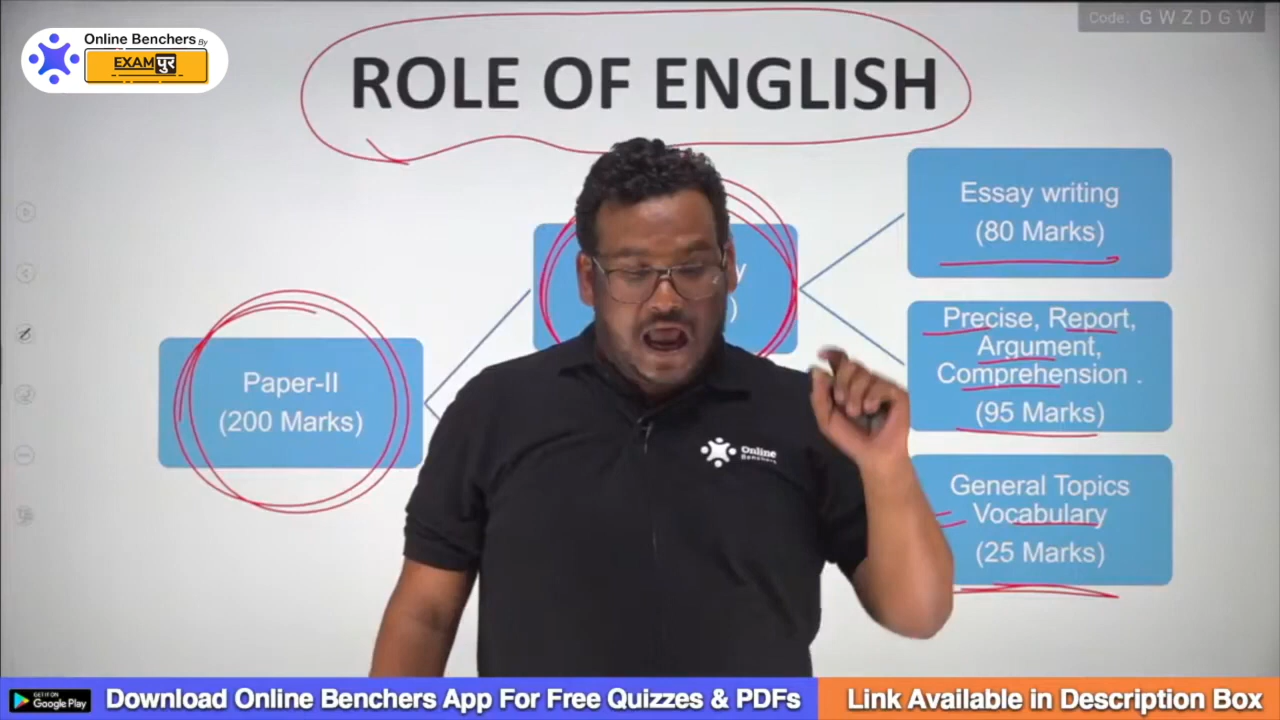 Online Benchers By
EXAMपुर
Code: G W Z D G W
ROLE OF ENGLISH
Paper-II
(200 Marks)
y
)
Essay writing
(80 Marks)
Precise, Report,
Argument,
Comprehension .
(95 Marks)
General Topics
Vocabulary
(25 Marks)
Online
Benchers
GET IT ON
Google Play
Download Online Benchers App For Free Quizzes & PDFs
Link Available in Description Box